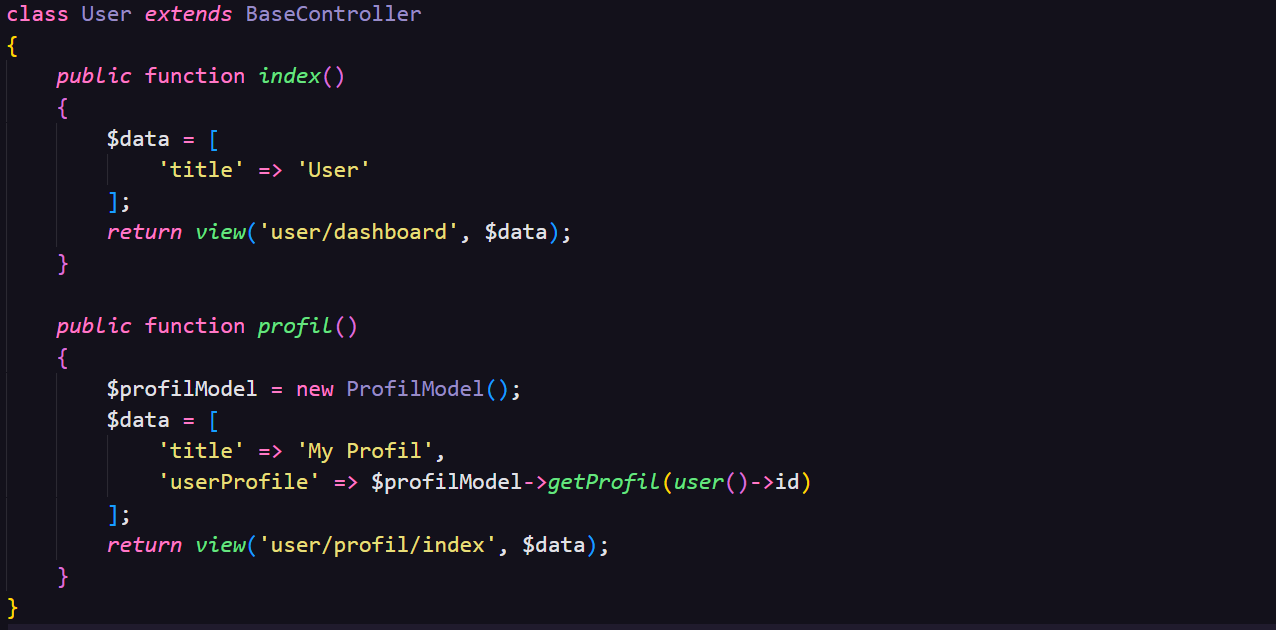 class User extends BaseController
{
    public function index()
    {
        $data = [
            'title' => 'User'
        ];
        return view('user/dashboard', $data);
    }

    public function profil()
    {
        $profilModel = new ProfilModel();
        $data = [
            'title' => 'My Profil',
            'userProfile' => $profilModel->getProfil(user()->id)
        ];
        return view('user/profil/index', $data);
    }
}